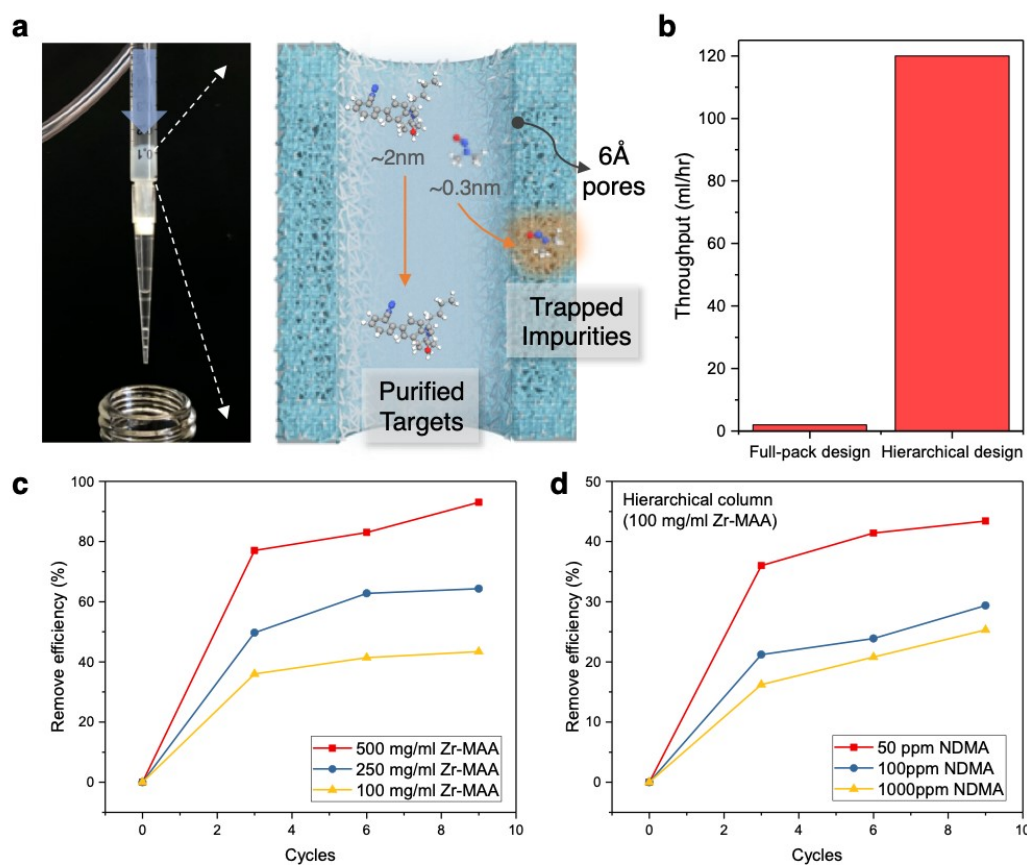 a
0.1
~2nm
~0.3nm
6Å
pores
Trapped
Impurities
Purified
Targets
b
Throughput (ml/hr)
120
100
80
60
40
20
0
Full-pack design
Hierarchical design
c
Remove efficiency (%)
100
80
60
40
20
0
500 mg/ml Zr-MAA
250 mg/ml Zr-MAA
100 mg/ml Zr-MAA
0
2
4
6
8
10
Cycles
d
Hierarchical column
(100 mg/ml Zr-MAA)
Remove efficiency (%)
50
40
30
20
10
0
50 ppm NDMA
100ppm NDMA
1000ppm NDMA
0
2
4
6
8
10
Cycles